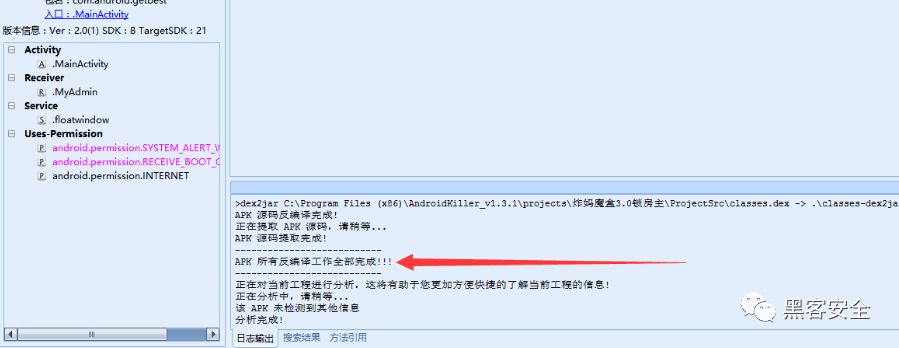 包名：com.android.getbest
入口：.MainActivity
版本信息：Ver：2.0(1) SDK：8 TargetSDK：21
Activity
A .MainActivity
Receiver
R .MyAdmin
Service
S .floatwindow
Uses-Permission
P android.permission.SYSTEM_ALERT_W
P android.permission.RECEIVE_BOOT_C
P android.permission.INTERNET
>dex2jar C:\Program Files (x86)\AndroidKiller_v1.3.1\projects\炸妈魔盒3.0锁房主\ProjectSrc\classes.dex -> .\classes-dex2ja
APK 源码反编译完成!
正在提取 APK 源码，请稍等...
APK 源码提取完成!
----------------------------
APK 所有反编译工作全部完成!!!
----------------------------
正在对当前工程进行分析，这将有助于您更加方便快捷的了解当前工程的信息!
正在分析中，请稍等...
该 APK 未检测到其他信息
分析完成!
日志输出 搜索结果 方法引用
黑客安全